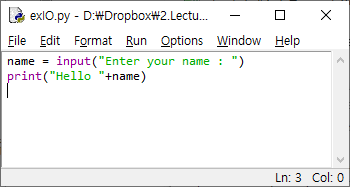 exIO.py - D:₩Dropbox₩2.Lectu...
File Edit Format Run Options Window Help
name = input("Enter your name : ")
print("Hello "+name)
Ln: 3 Col: 0